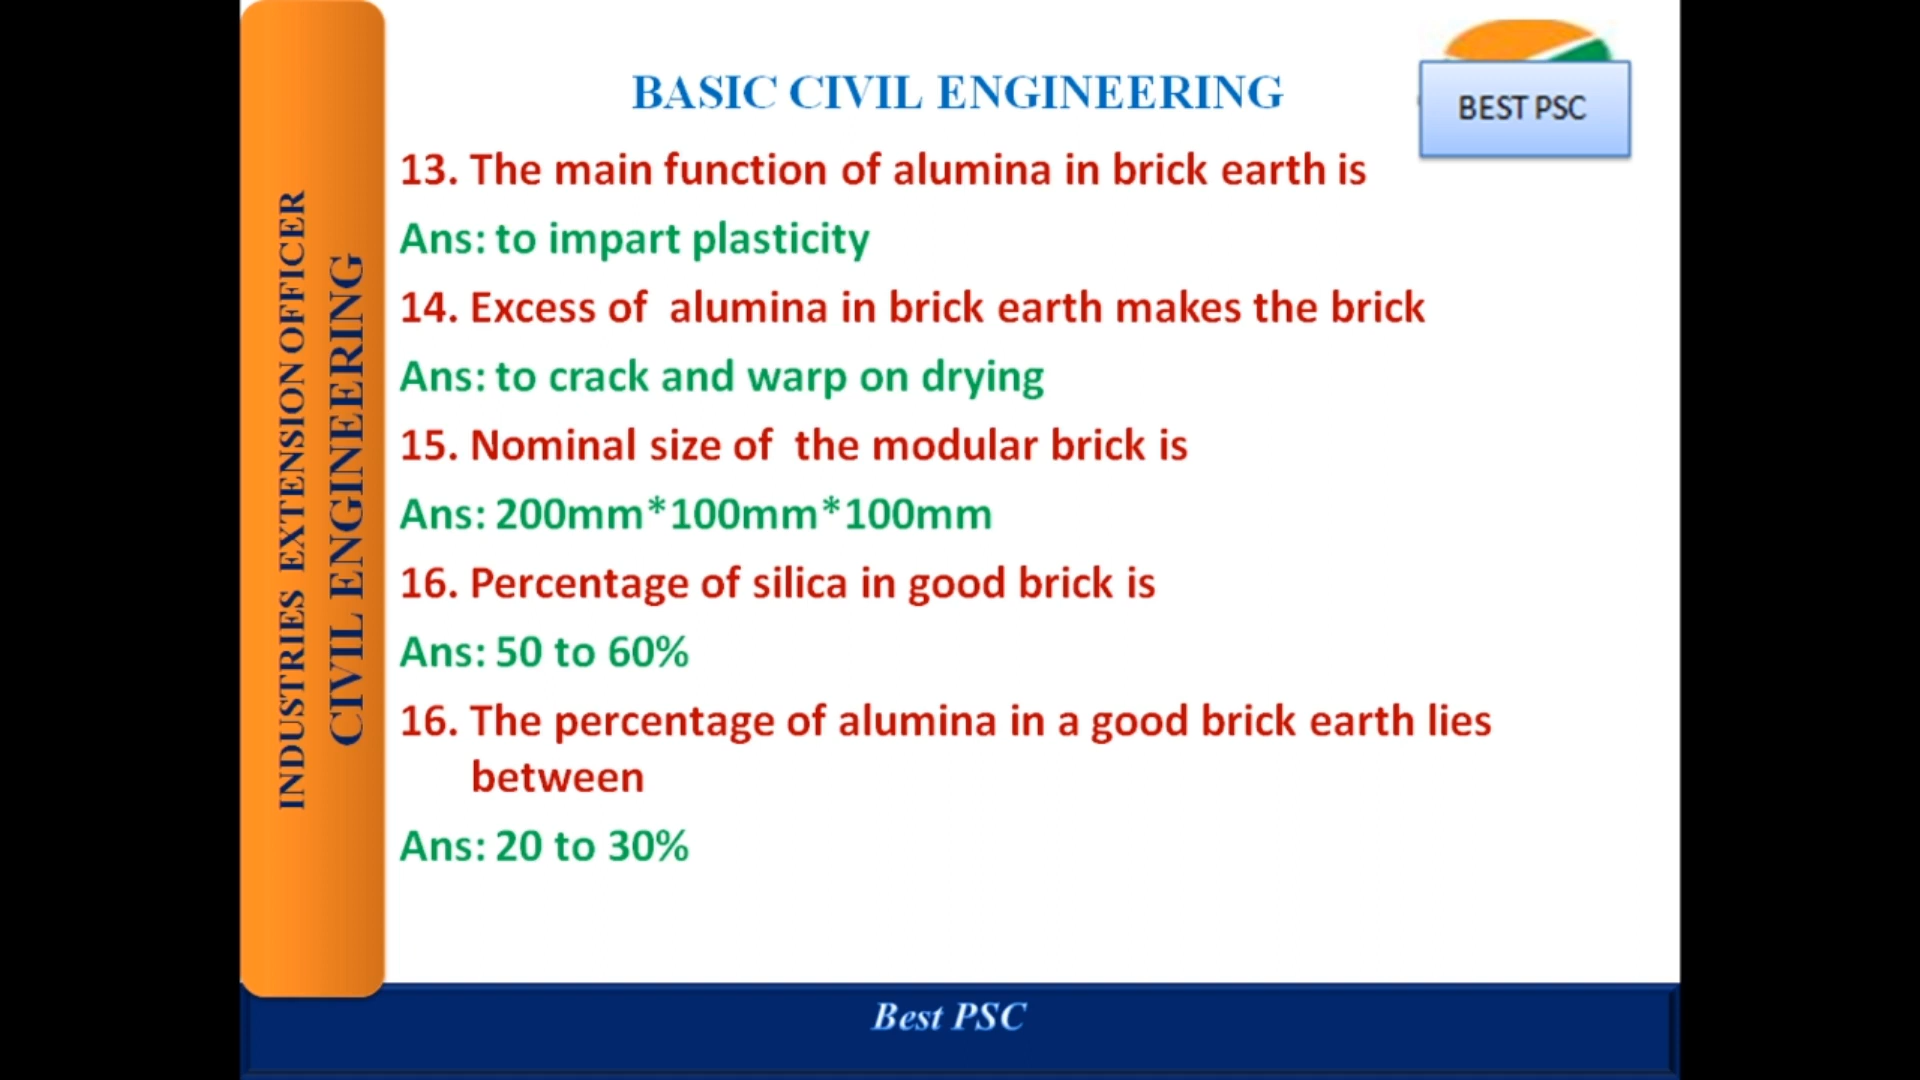 INDUSTRIES EXTENSION OFFICER
CIVIL ENGINEERING
BASIC CIVIL ENGINEERING
BEST PSC
13. The main function of alumina in brick earth is
Ans: to impart plasticity
14. Excess of alumina in brick earth makes the brick
Ans: to crack and warp on drying
15. Nominal size of the modular brick is
Ans: 200mm*100mm*100mm
16. Percentage of silica in good brick is
Ans: 50 to 60%
16. The percentage of alumina in a good brick earth lies
between
Ans: 20 to 30%
Best PSC